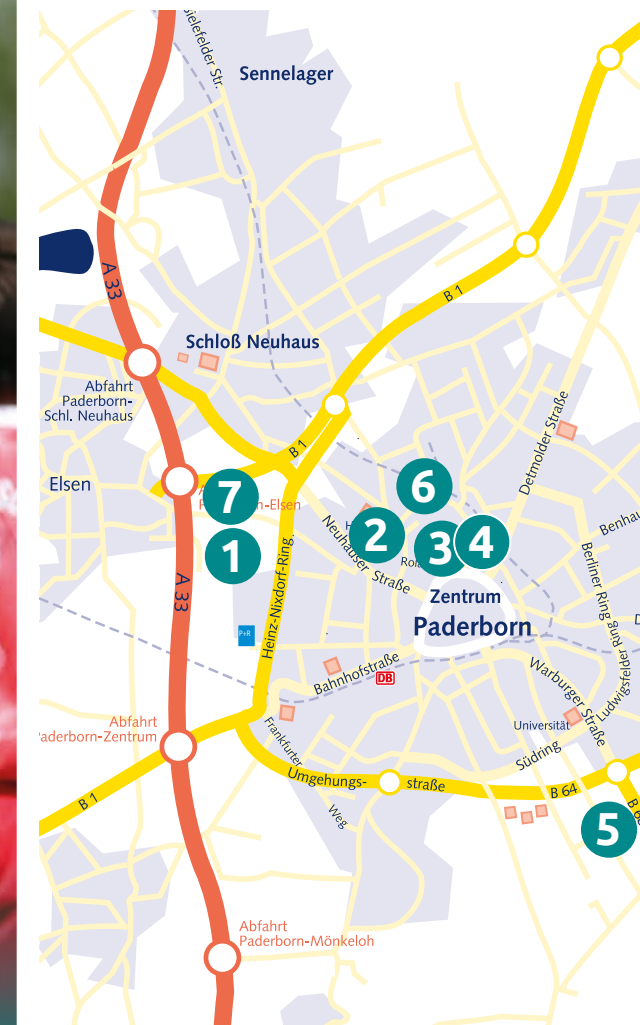 Bielefelder Str.
Sennelager
A 33
B 1
Schloß Neuhaus
Abfahrt
Paderborn-
Schl. Neuhaus
Detmolder Straße
Elsen
B 1
7
6
2
3
4
1
Neuhäuser Straße
Heinz-Nixdorf-Ring
A 33
Zentrum
Paderborn
Berliner Ring
Ludwigsfelder Ring
P+R
Bahnhofstraße
DB
Warburger Straße
Universität
Südring
Abfahrt
Paderborn-Zentrum
Frankfurter
Weg
Umgehungs-
straße
B 64
B 1
5
Abfahrt
Paderborn-Mönkeloh